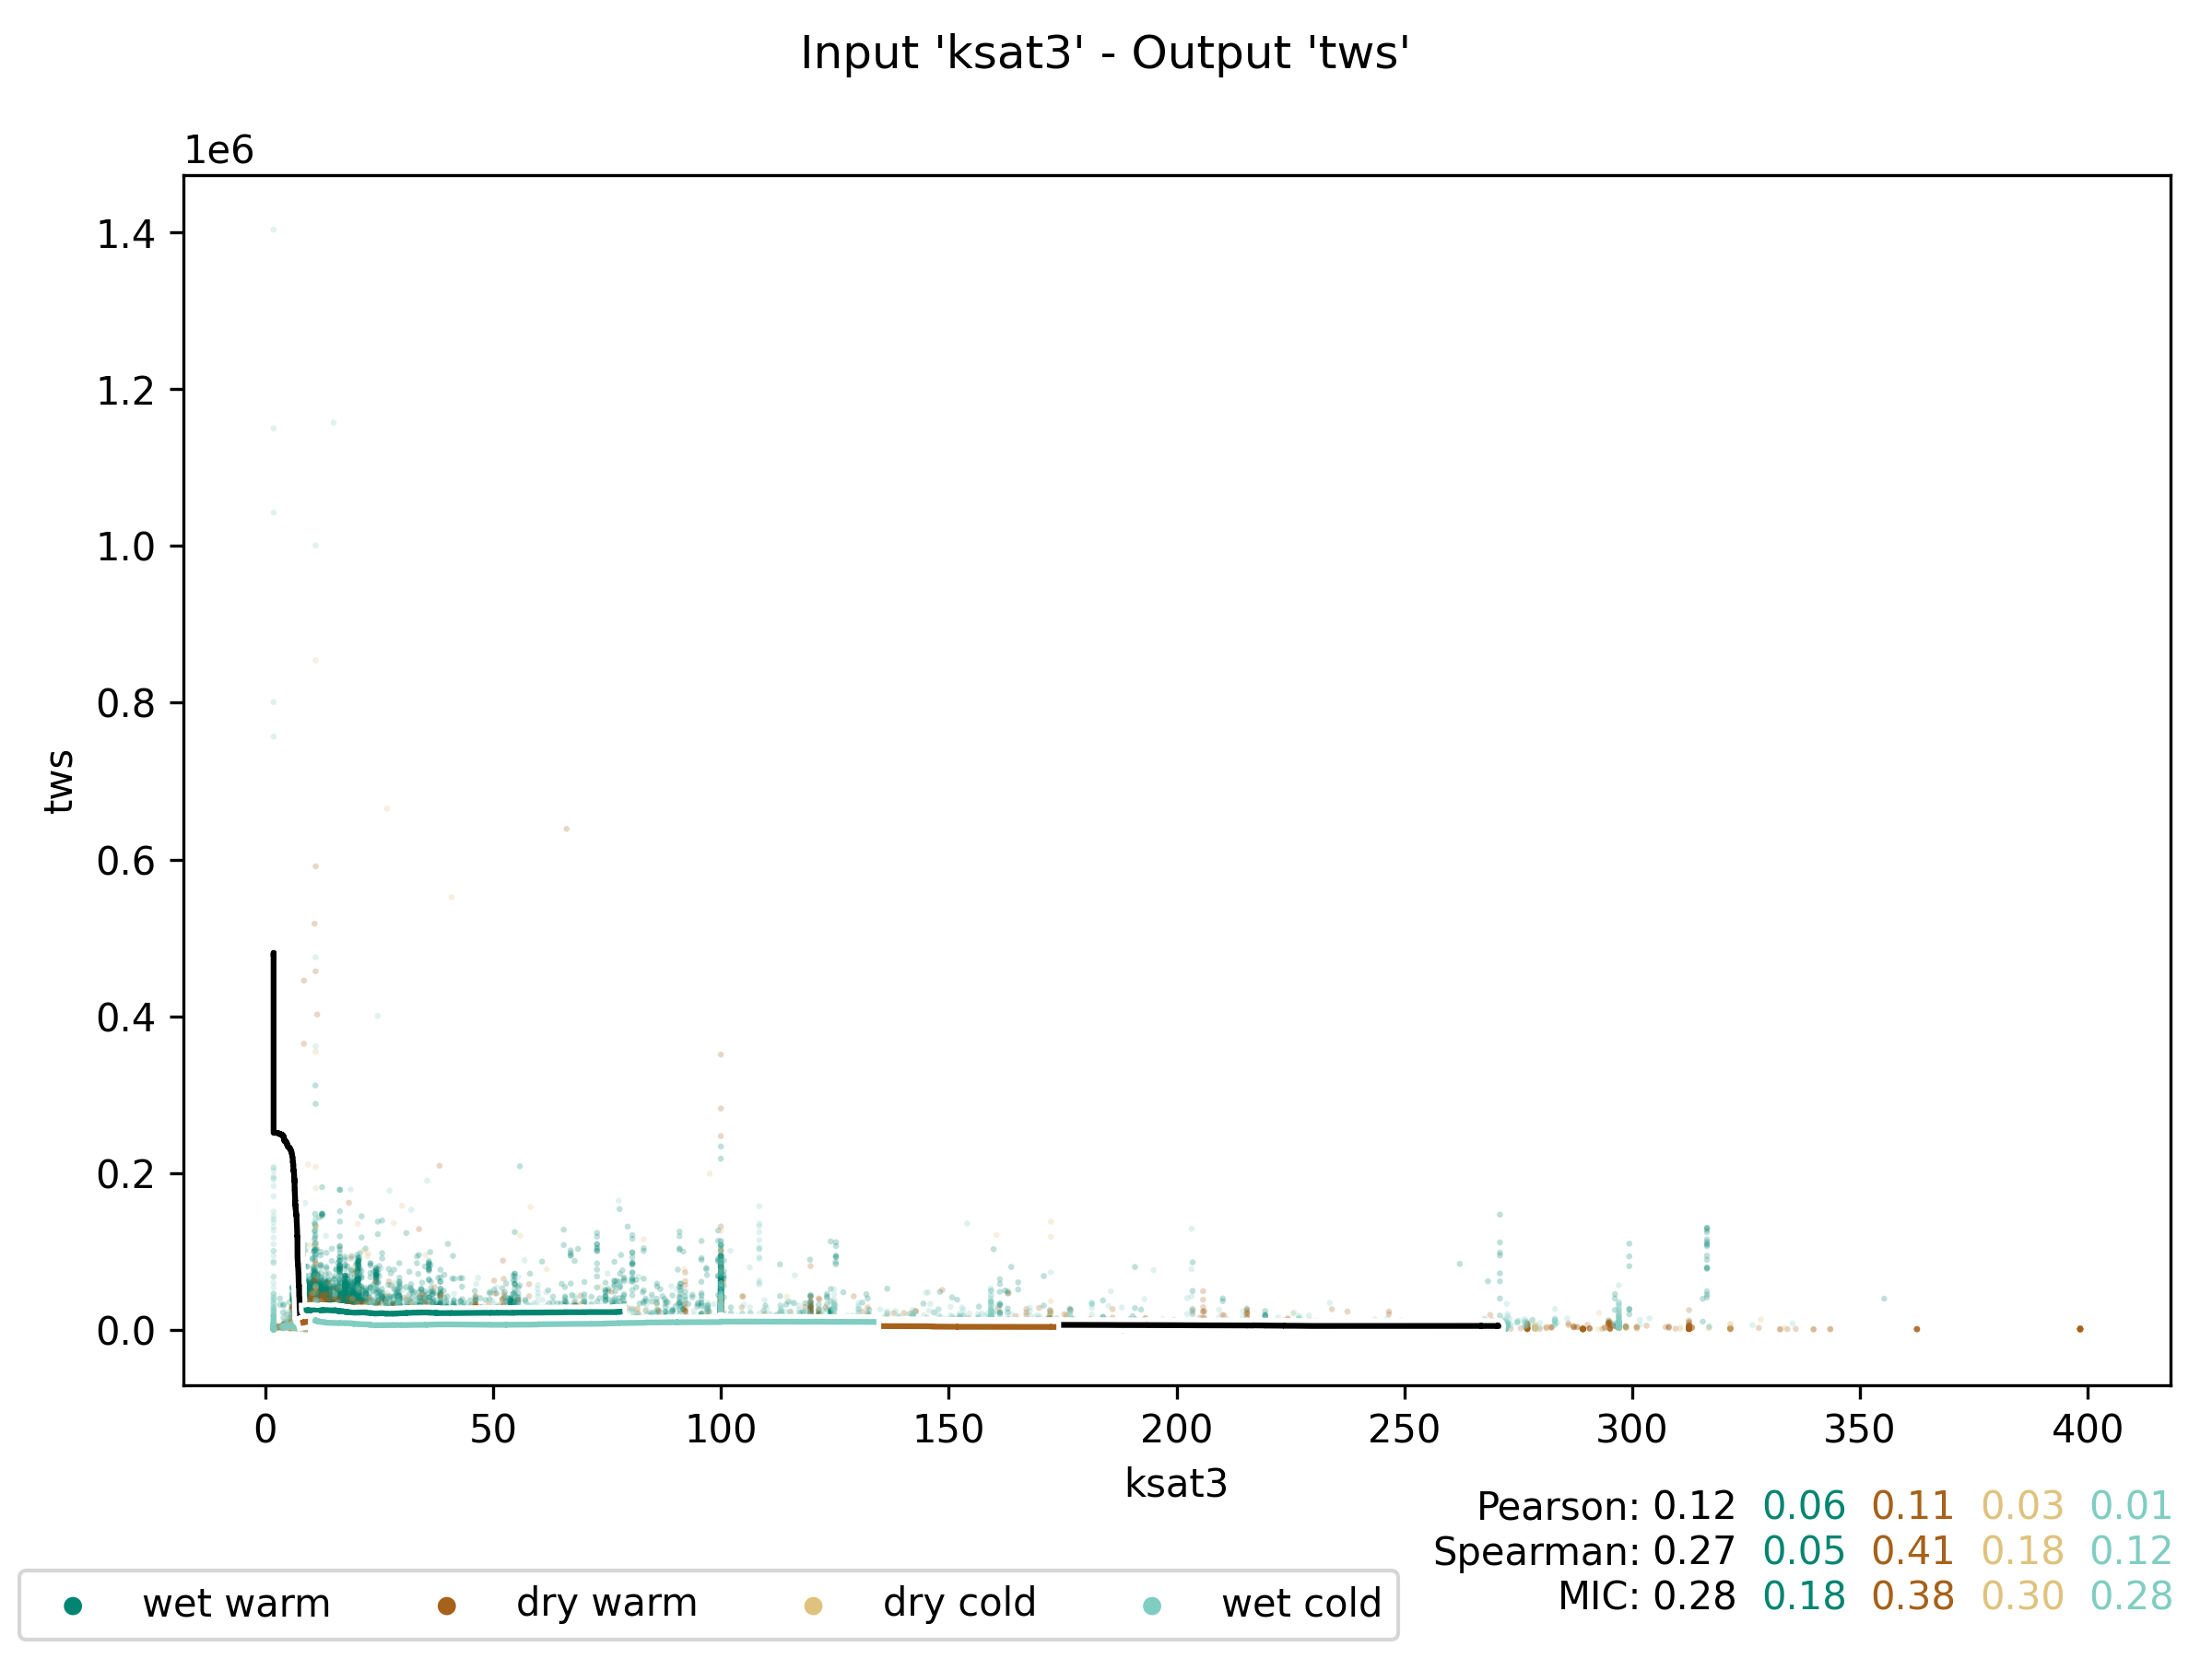 Input 'ksat3' - Output 'tws'
1e6
1.4
1.2
1.0
0.8
0.6
0.4
0.2
0.0
tws
0 50 100 150 200 250 300 350 400
ksat3
Pearson: 0.12 0.06 0.11 0.03 0.01
Spearman: 0.27 0.05 0.41 0.18 0.12
MIC: 0.28 0.18 0.38 0.30 0.28
wet warm dry warm dry cold wet cold